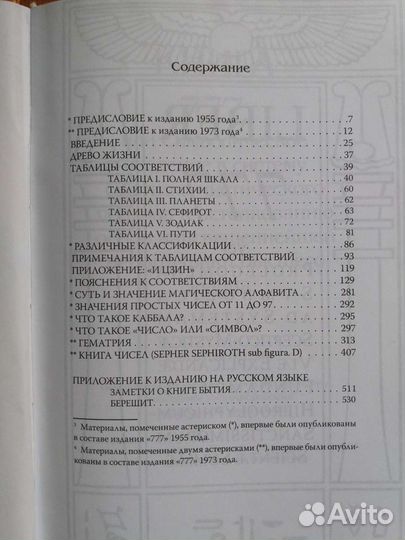 Содержание
* ПРЕДИСЛОВИЕ к изданию 1955 года³. 7
** ПРЕДИСЛОВИЕ к изданию 1973 года⁴ 12
ВВЕДЕНИЕ 25
ДРЕВО ЖИЗНИ 37
ТАБЛИЦЫ СООТВЕТСТВИЙ 39
ТАБЛИЦА I. ПОЛНАЯ ШКАЛА 40
ТАБЛИЦА II. СТИХИИ. 60
ТАБЛИЦА III. ПЛАНЕТЫ 62
ТАБЛИЦА IV. СЕФИРОТ 63
ТАБЛИЦА V. ЗОДИАК 72
ТАБЛИЦА VI. ПУТИ 81
* РАЗЛИЧНЫЕ КЛАССИФИКАЦИИ 86
ПРИМЕЧАНИЯ К ТАБЛИЦАМ СООТВЕТСТВИЙ 93
ПРИЛОЖЕНИЕ: «И ЦЗИН» 119
* ПОЯСНЕНИЯ К СООТВЕТСТВИЯМ 129
* СУТЬ И ЗНАЧЕНИЕ МАГИЧЕСКОГО АЛФАВИТА. 281
* ЗНАЧЕНИЯ ПРОСТЫХ ЧИСЕЛ ОТ 11 ДО 97. 292
* ЧТО ТАКОЕ КАББАЛА? 295
* ЧТО ТАКОЕ «ЧИСЛО» ИЛИ «СИМВОЛ»? 297
** ГЕМАТРИЯ 313
** КНИГА ЧИСЕЛ (SEPHER SEPHIROTH sub figura. D) 407
ПРИЛОЖЕНИЕ К ИЗДАНИЮ НА РУССКОМ ЯЗЫКЕ
ЗАМЕТКИ О КНИГЕ БЫТИЯ 511
БЕРЕШИТ. 530
³ Материалы, помеченные астериском (*), впервые были опубликованы
в составе издания «777» 1955 года.
⁴ Материалы, помеченные двумя астерисками (**), впервые были опубли-
кованы в составе издания «777» 1973 года.
Avito